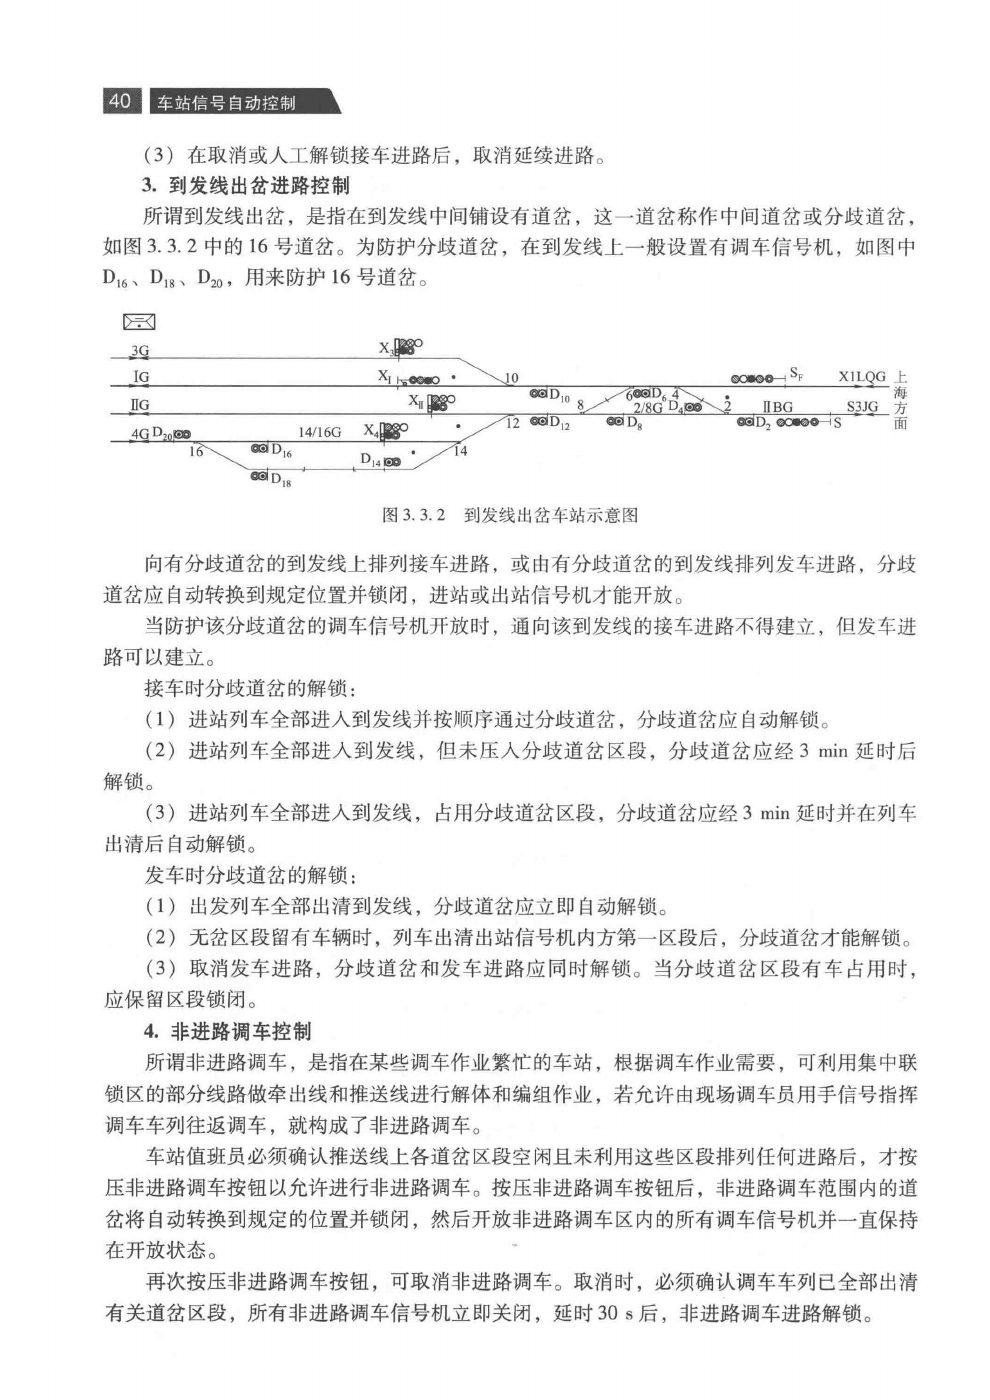 40 车站信号自动控制
(3) 在取消或人工解锁接车进路后，取消延续进路。
3. 到发线出岔进路控制
所谓到发线出岔，是指在到发线中间铺设有道岔，这一道岔称作中间道岔或分歧道岔，
如图 3.3.2 中的 16 号道岔。为防护分歧道岔，在到发线上一般设置有调车信号机，如图中
D16、D18、D20，用来防护 16 号道岔。
3G X3
IG XI 10 SF X1LQG
上海方面
D10 6 D6 4
IIG XII 8 2/8G D4 2 IIBG S3JG
12 D12 D8 D2 S
4G D20 14/16G X4
16 D16 D14 14
D18
图 3.3.2 到发线出岔车站示意图
向有分歧道岔的到发线上排列接车进路，或由有分歧道岔的到发线排列发车进路，分歧
道岔应自动转换到规定位置并锁闭，进站或出站信号机才能开放。
当防护该分歧道岔的调车信号机开放时，通向该到发线的接车进路不得建立，但发车进
路可以建立。
接车时分歧道岔的解锁：
(1) 进站列车全部进入到发线并按顺序通过分歧道岔，分歧道岔应自动解锁。
(2) 进站列车全部进入到发线，但未压入分歧道岔区段，分歧道岔应经 3 min 延时后
解锁。
(3) 进站列车全部进入到发线，占用分歧道岔区段，分歧道岔应经 3 min 延时并在列车
出清后自动解锁。
发车时分歧道岔的解锁：
(1) 出发列车全部出清到发线，分歧道岔应立即自动解锁。
(2) 无岔区段留有车辆时，列车出清出站信号机内方第一区段后，分歧道岔才能解锁。
(3) 取消发车进路，分歧道岔和发车进路应同时解锁。当分歧道岔区段有车占用时，
应保留区段锁闭。
4. 非进路调车控制
所谓非进路调车，是指在某些调车作业繁忙的车站，根据调车作业需要，可利用集中联
锁区的部分线路做牵出线和推送线进行解体和编组作业，若允许由现场调车员用手信号指挥
调车车列往返调车，就构成了非进路调车。
车站值班员必须确认推送线上各道岔区段空闲且未利用这些区段排列任何进路后，才按
压非进路调车按钮以允许进行非进路调车。按压非进路调车按钮后，非进路调车范围内的道
岔将自动转换到规定的位置并锁闭，然后开放非进路调车区内的所有调车信号机并一直保持
在开放状态。
再次按压非进路调车按钮，可取消非进路调车。取消时，必须确认调车车列已全部出清
有关道岔区段，所有非进路调车信号机立即关闭，延时 30 s 后，非进路调车进路解锁。